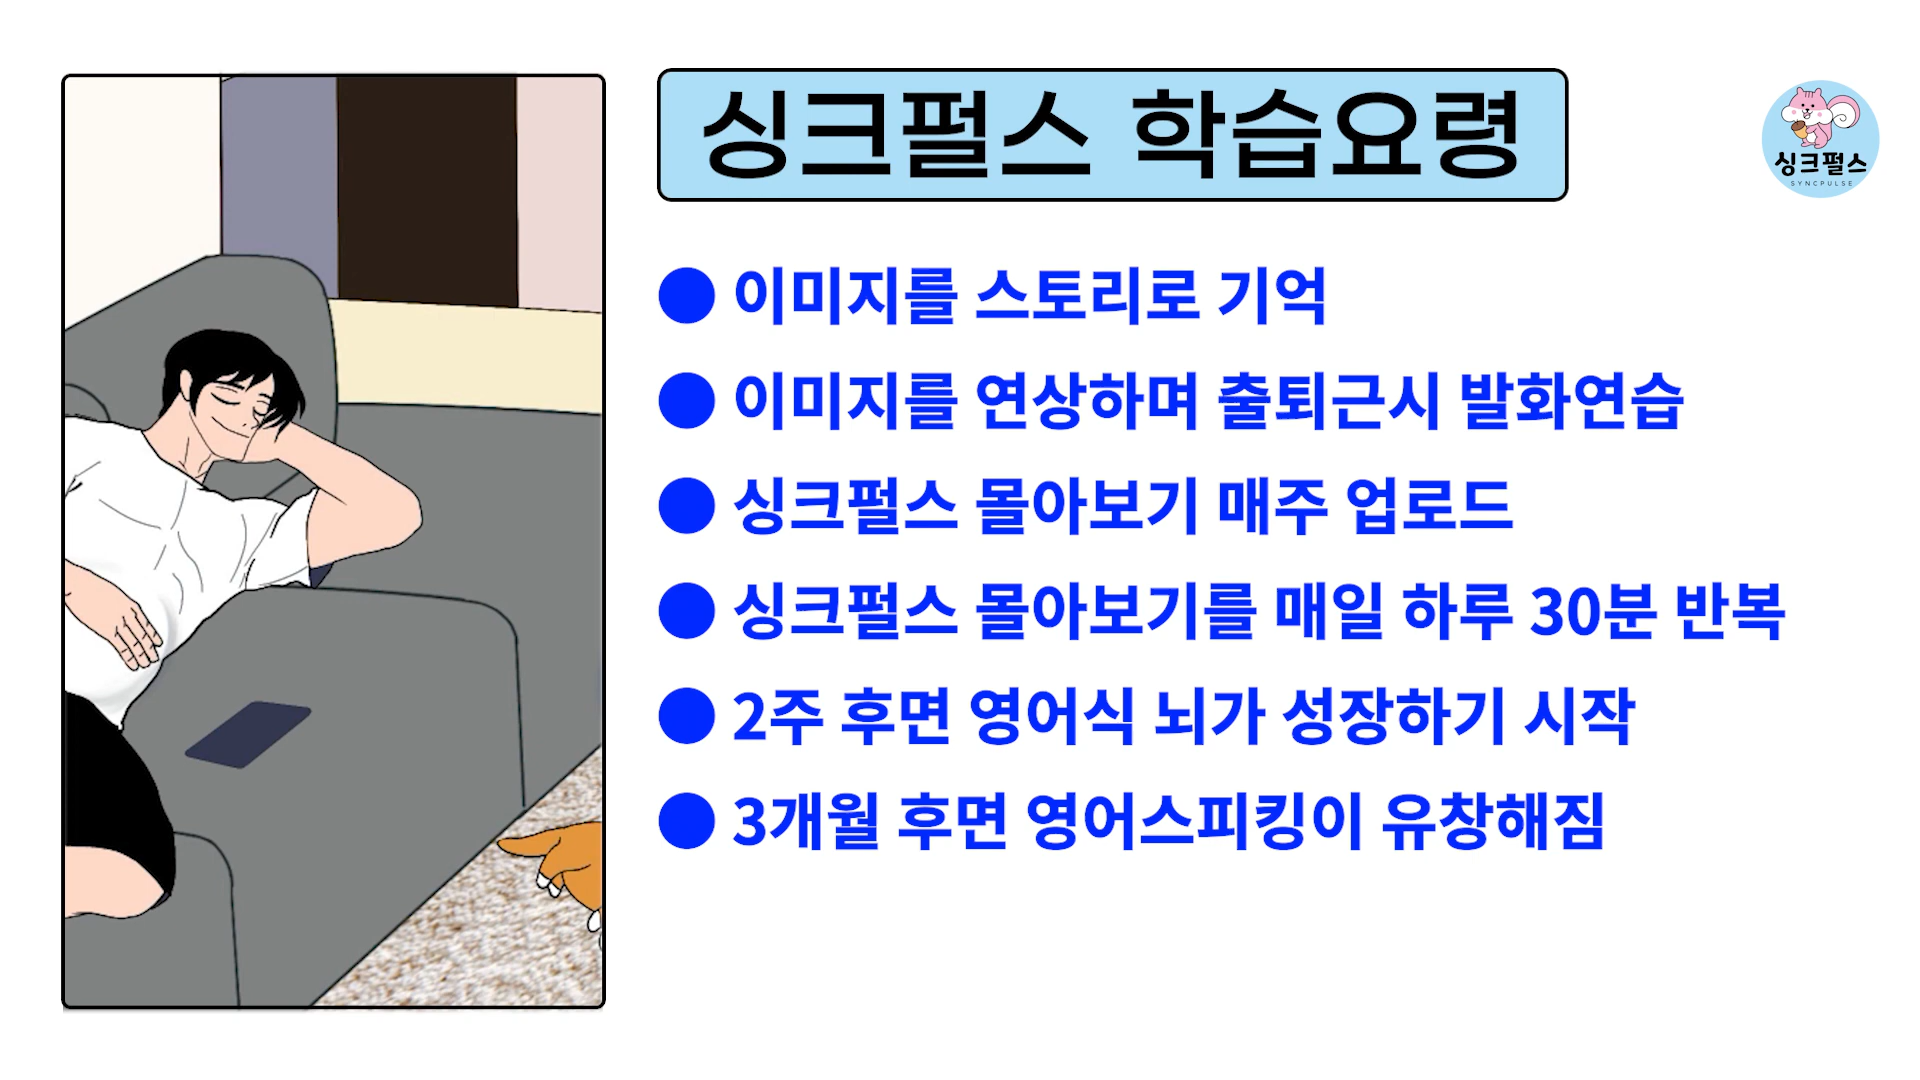 싱크펄스 학습요령
싱크펄스
SYNCPULSE
● 이미지를 스토리로 기억
● 이미지를 연상하며 출퇴근시 발화연습
● 싱크펄스 몰아보기 매주 업로드
● 싱크펄스 몰아보기를 매일 하루 30분 반복
● 2주 후면 영어식 뇌가 성장하기 시작
● 3개월 후면 영어스피킹이 유창해짐